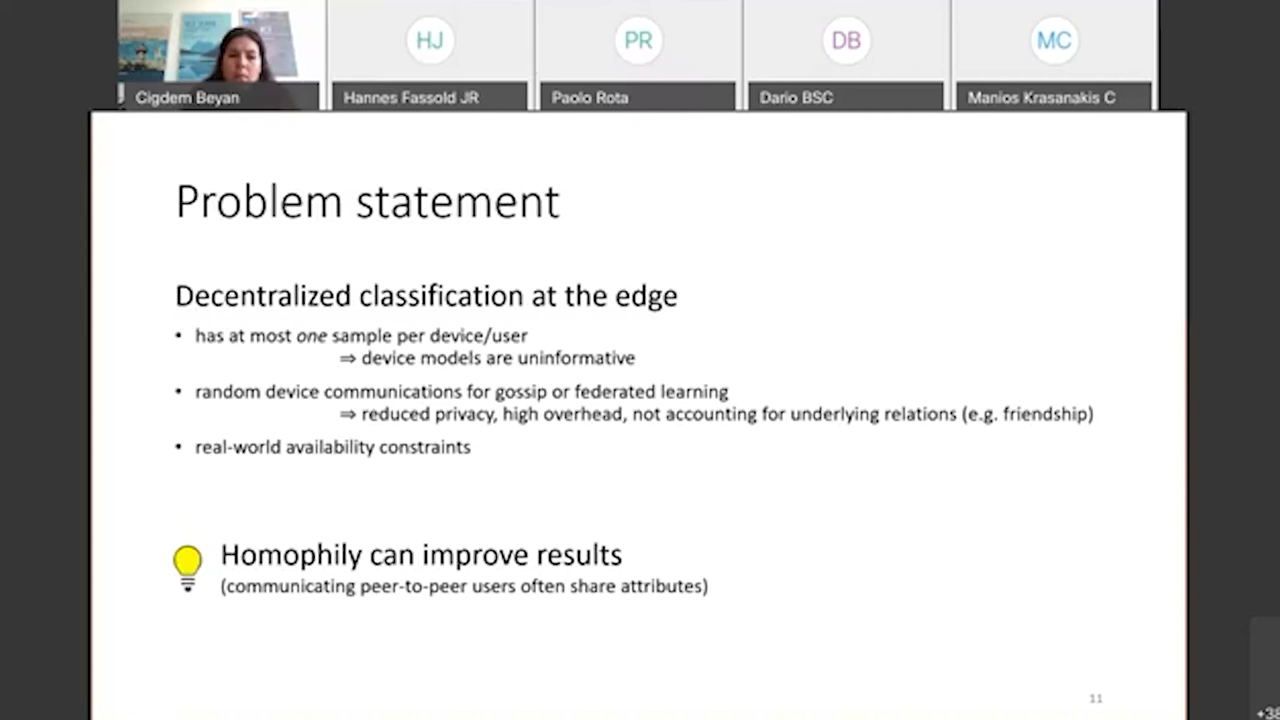 HJ
PR
DB
MC
Cigdem Beyan
Hannes Fassold JR
Paolo Rota
Dario BSC
Manios Krasanakis C
Problem statement
Decentralized classification at the edge
• has at most one sample per device/user
⇒ device models are uninformative
• random device communications for gossip or federated learning
⇒ reduced privacy, high overhead, not accounting for underlying relations (e.g. friendship)
• real-world availability constraints
Homophily can improve results
(communicating peer-to-peer users often share attributes)
11